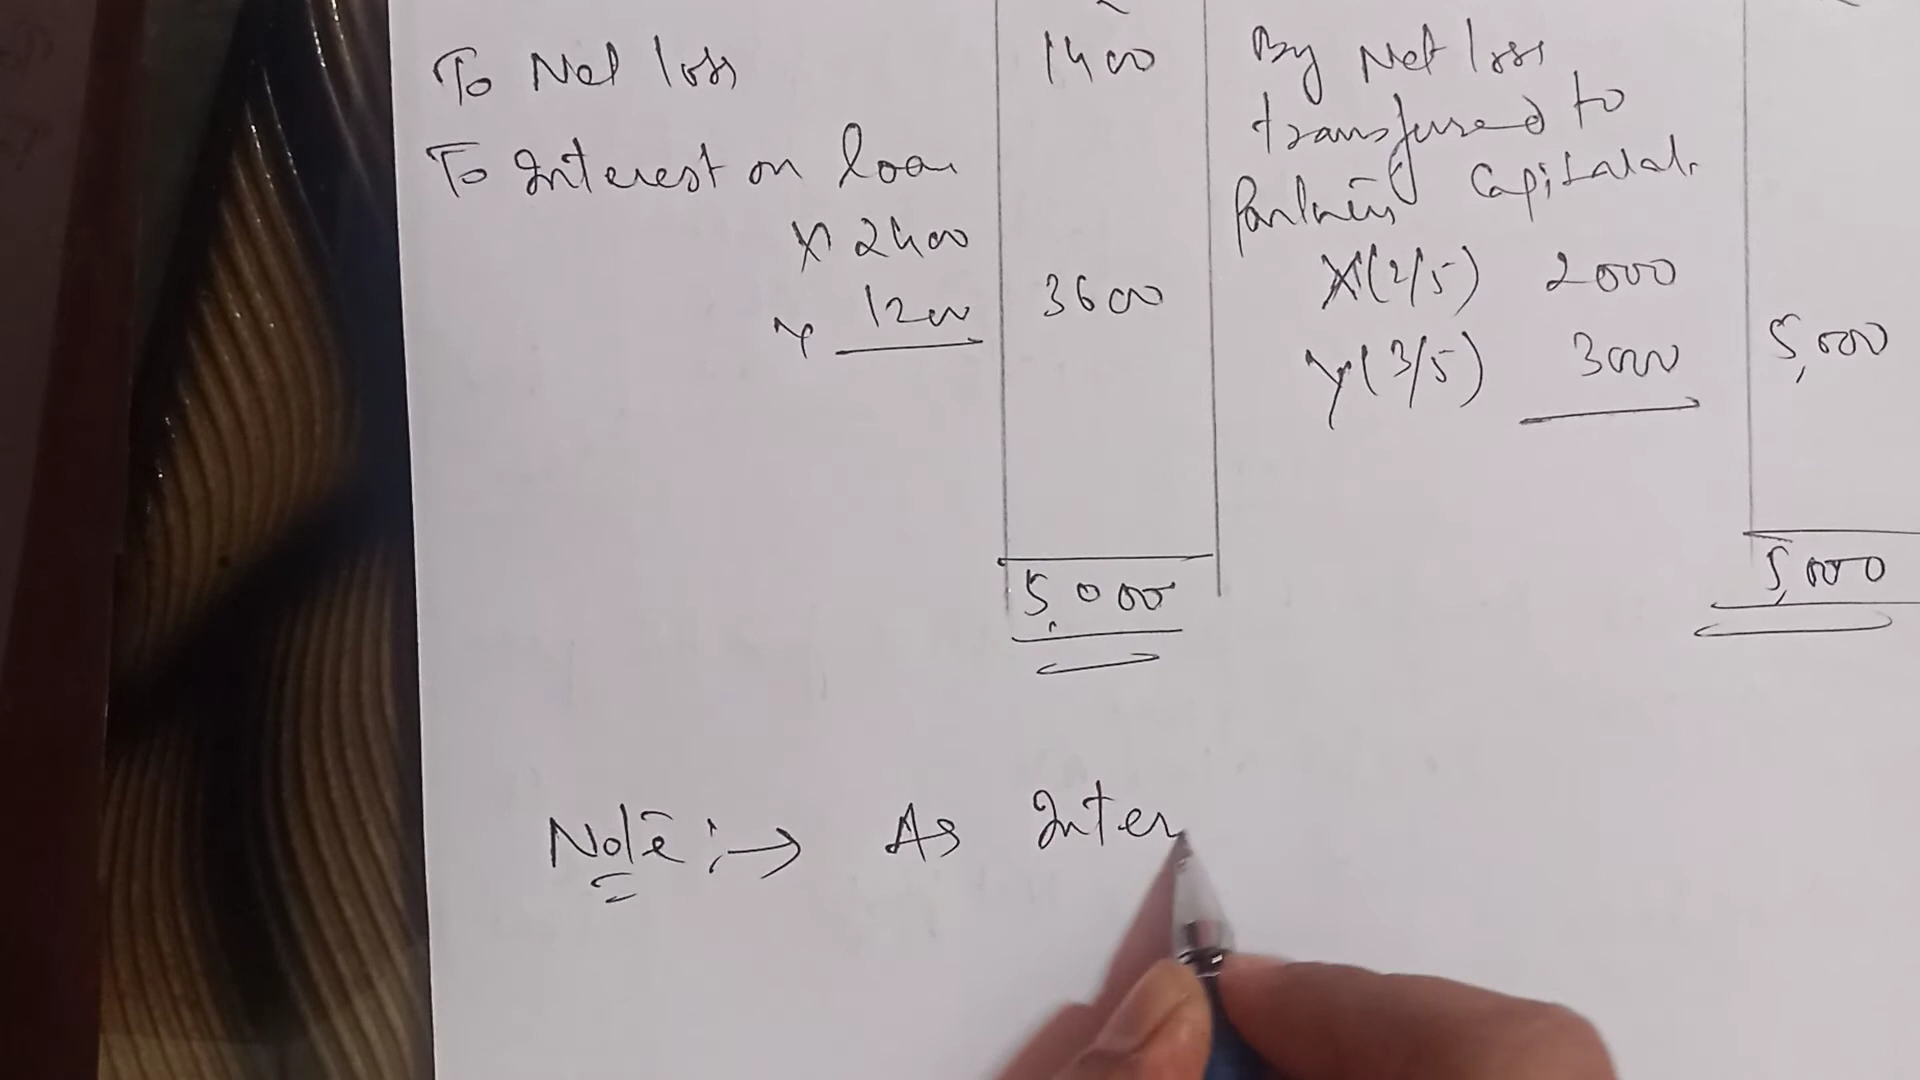 To Net loss 1400
To Interest on loan
X 2400
Y 1200 3600
5,000
By Net loss
transferred to
Partner's Capital
X(2/5) 2000
Y(3/5) 3000 5,000
5,000
Note :→ As Inter